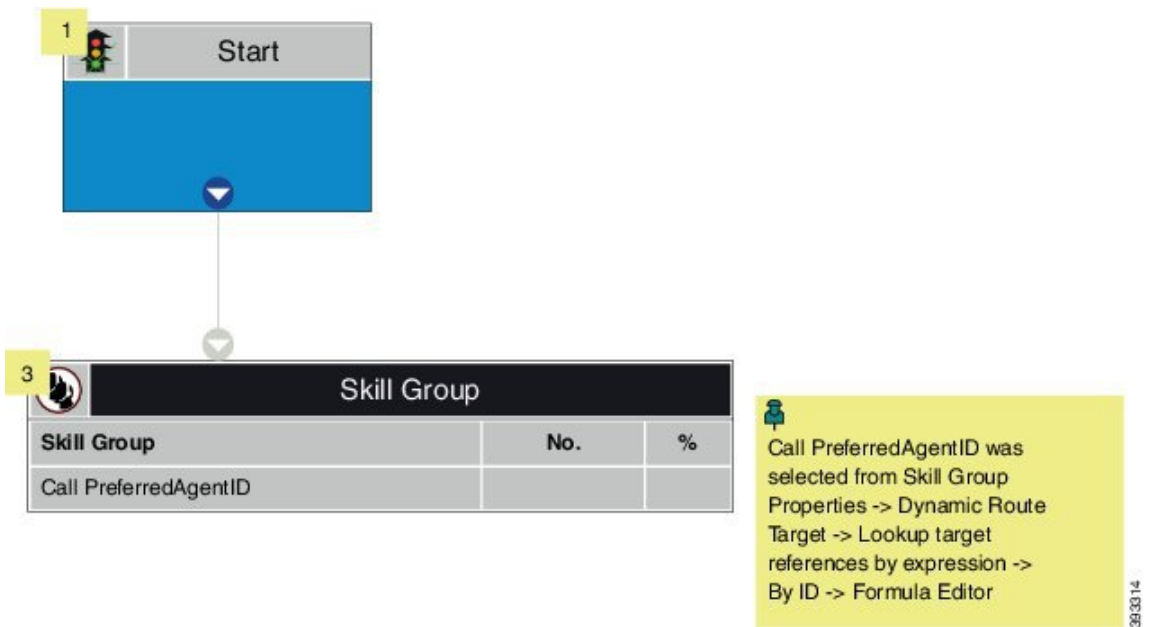 1
Start
3
Skill Group
Skill Group No. %
Call PreferredAgentID
Call PreferredAgentID was
selected from Skill Group
Properties -> Dynamic Route
Target -> Lookup target
references by expression ->
By ID -> Formula Editor
393314